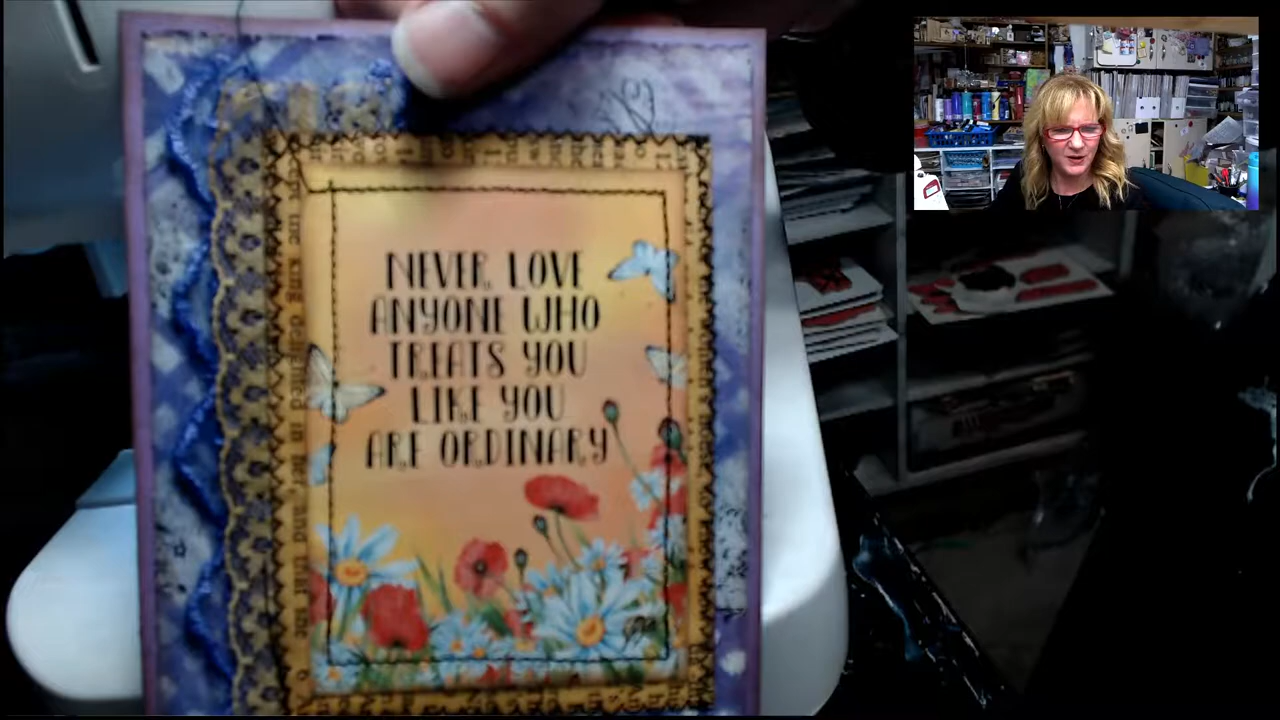 NEVER LOVE
ANYONE WHO
TREATS YOU
LIKE YOU
ARE ORDINARY